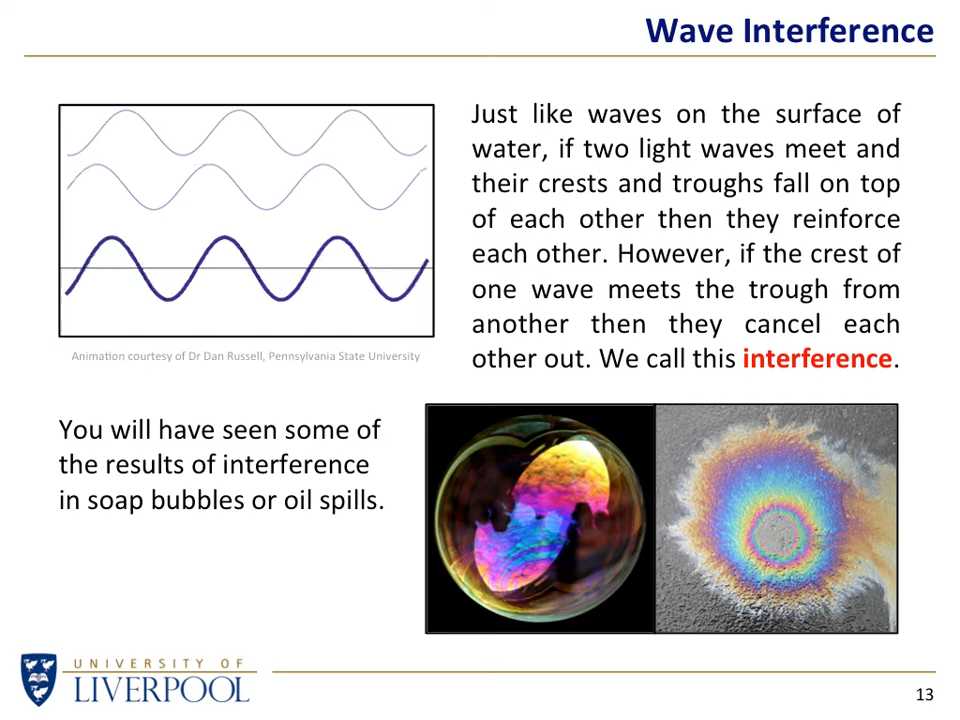 Wave Interference
Just like waves on the surface of
water, if two light waves meet and
their crests and troughs fall on top
of each other then they reinforce
each other. However, if the crest of
one wave meets the trough from
another then they cancel each
other out. We call this interference.
Animation courtesy of Dr Dan Russell, Pennsylvania State University
You will have seen some of
the results of interference
in soap bubbles or oil spills.
UNIVERSITY OF
LIVERPOOL
13